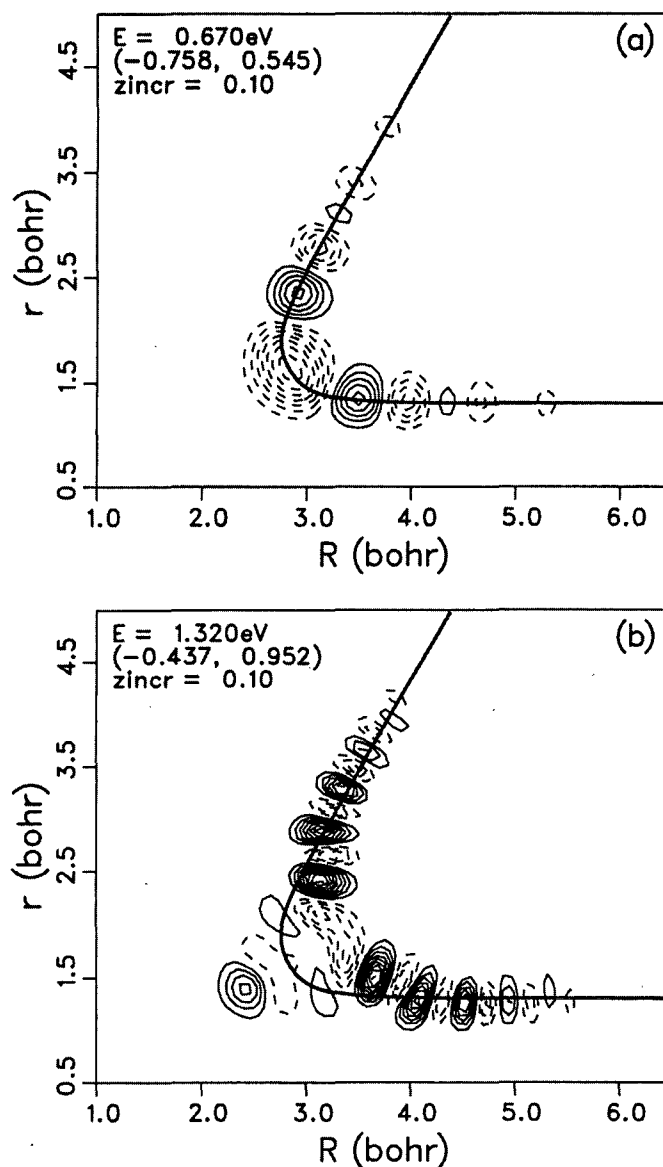 E = 0.670eV
(-0.758, 0.545)
zincr = 0.10
(a)
4.5
3.5
2.5
1.5
0.5
r (bohr)
1.0 2.0 3.0 4.0 5.0 6.0
R (bohr)
E = 1.320eV
(-0.437, 0.952)
zincr = 0.10
(b)
4.5
3.5
2.5
1.5
0.5
r (bohr)
1.0 2.0 3.0 4.0 5.0 6.0
R (bohr)